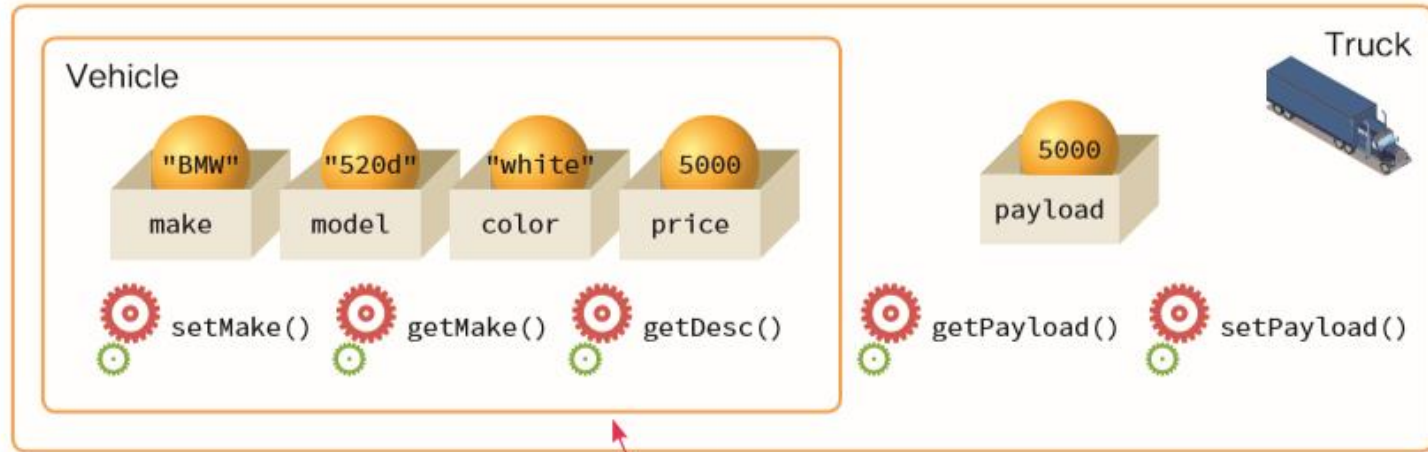 Truck
Vehicle
"BMW" "520d" "white" 5000 5000
make model color price payload
setMake() getMake() getDesc() getPayload() setPayload()